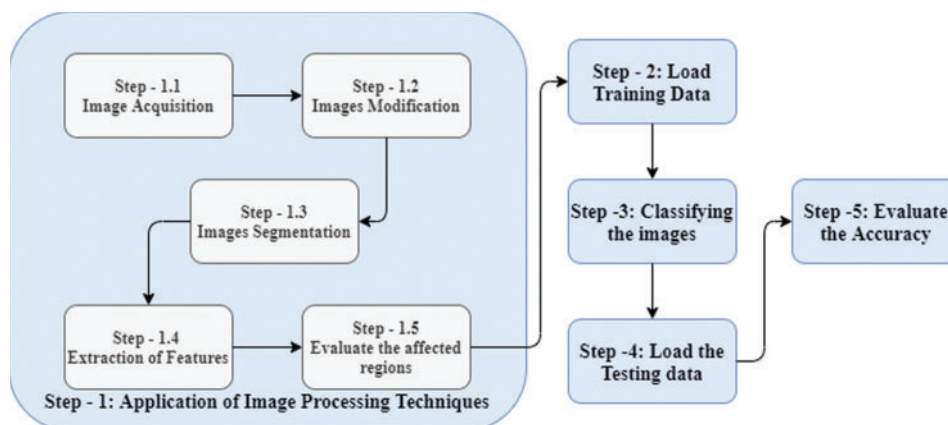 Step - 1.1
Image Acquisition
Step - 1.2
Images Modification
Step - 1.3
Images Segmentation
Step - 1.4
Extraction of Features
Step - 1.5
Evaluate the affected
regions
Step - 1: Application of Image Processing Techniques
Step - 2: Load
Training Data
Step -3: Classifying
the images
Step -4: Load the
Testing data
Step -5: Evaluate
the Accuracy